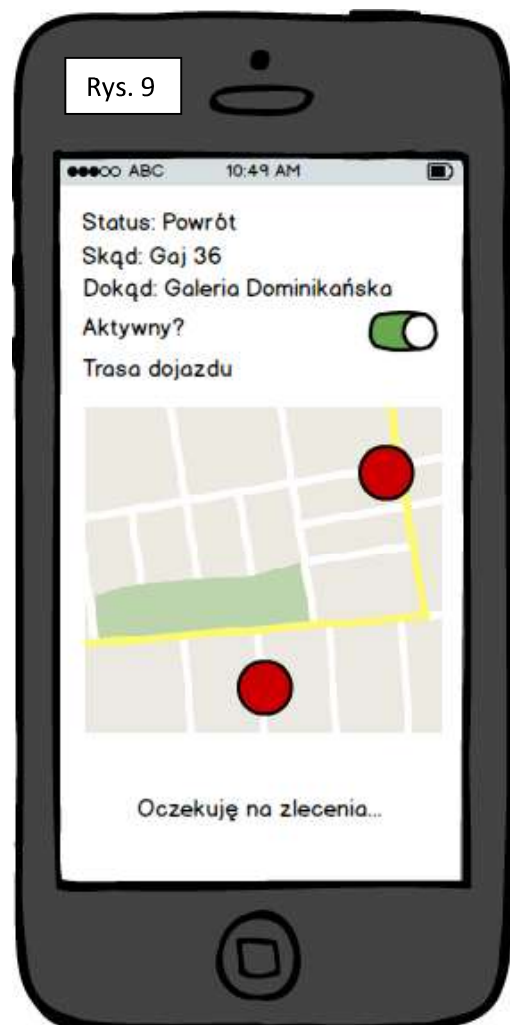 Rys. 9
ABC 10:49 AM
Status: Powrót
Skąd: Gaj 36
Dokąd: Galeria Dominikańska
Aktywny?
Trasa dojazdu
Oczekuję na zlecenia...